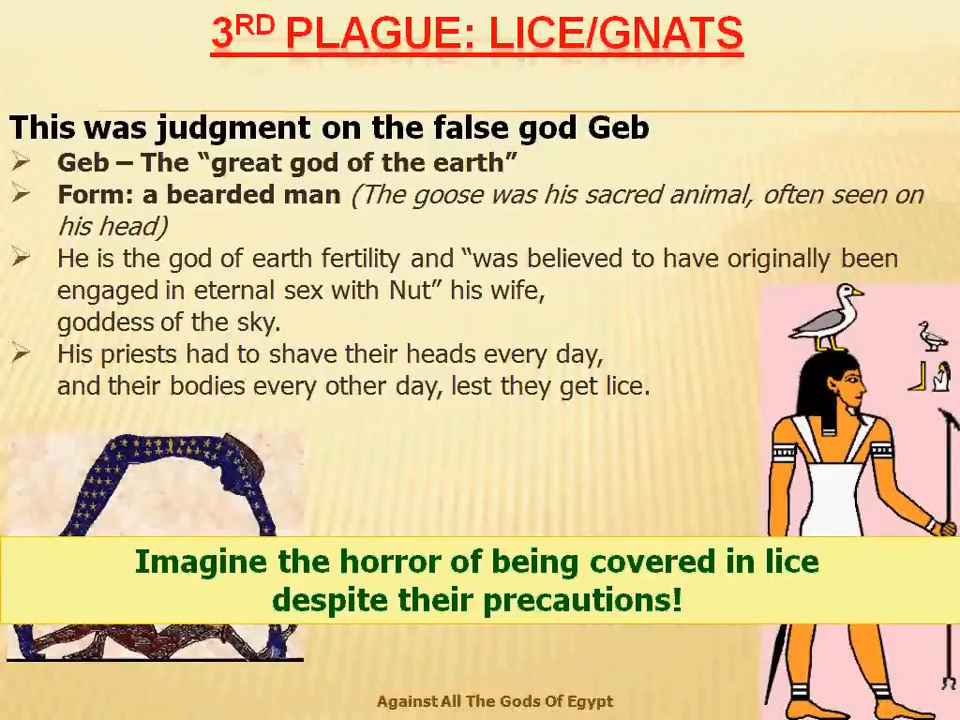 3RD PLAGUE: LICE/GNATS
This was judgment on the false god Geb
➢ Geb – The “great god of the earth”
➢ Form: a bearded man (The goose was his sacred animal, often seen on
his head)
➢ He is the god of earth fertility and “was believed to have originally been
engaged in eternal sex with Nut” his wife,
goddess of the sky.
➢ His priests had to shave their heads every day,
and their bodies every other day, lest they get lice.
Imagine the horror of being covered in lice
despite their precautions!
Against All The Gods Of Egypt